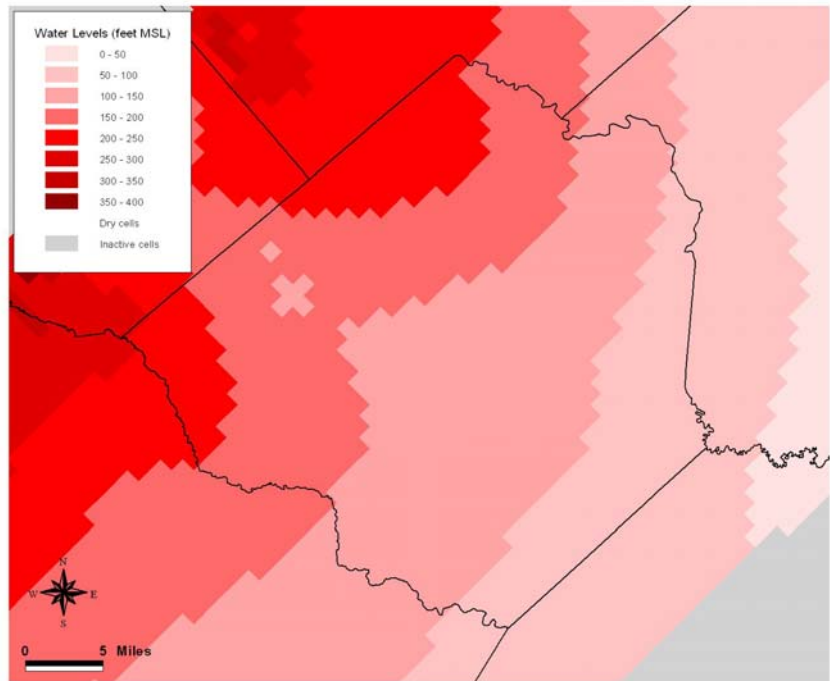 Water Levels (feet MSL)
0 - 50
50 - 100
100 - 150
150 - 200
200 - 250
250 - 300
300 - 350
350 - 400
Dry cells
Inactive cells
N
W E
S
0 5 Miles